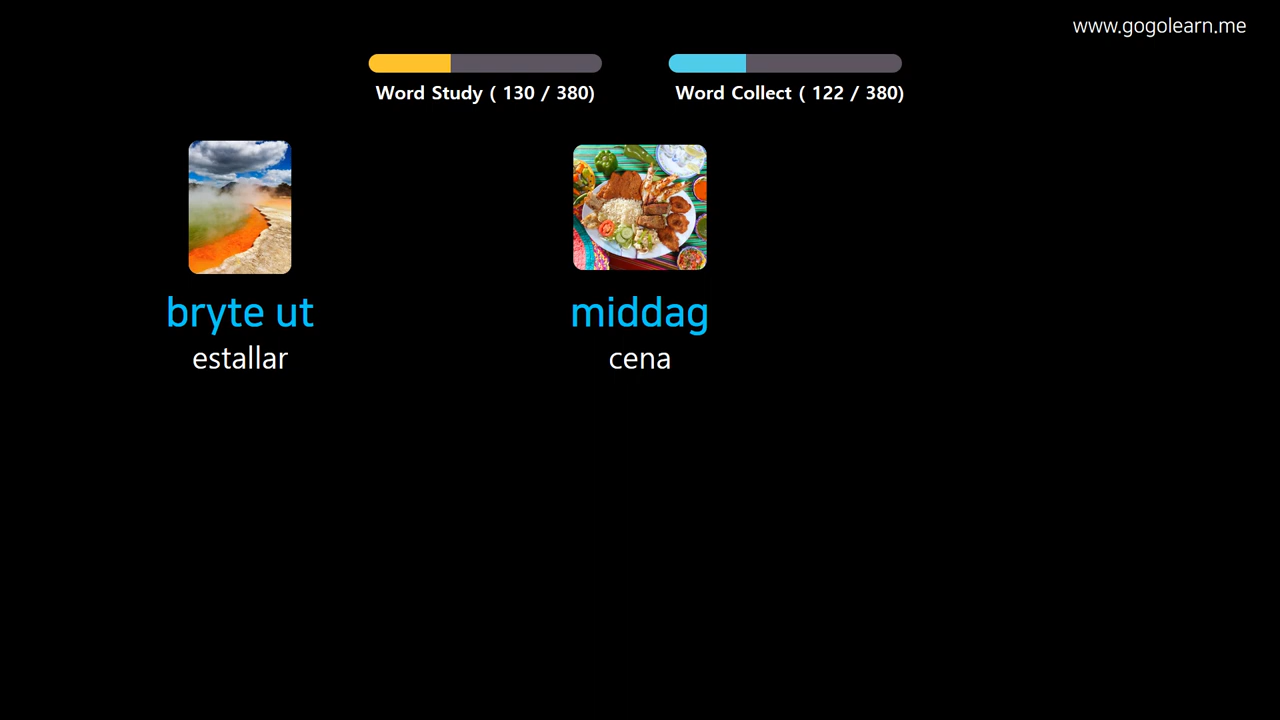 www.gogolearn.me
Word Study ( 130 / 380)
Word Collect ( 122 / 380)
bryte ut
estallar
middag
cena